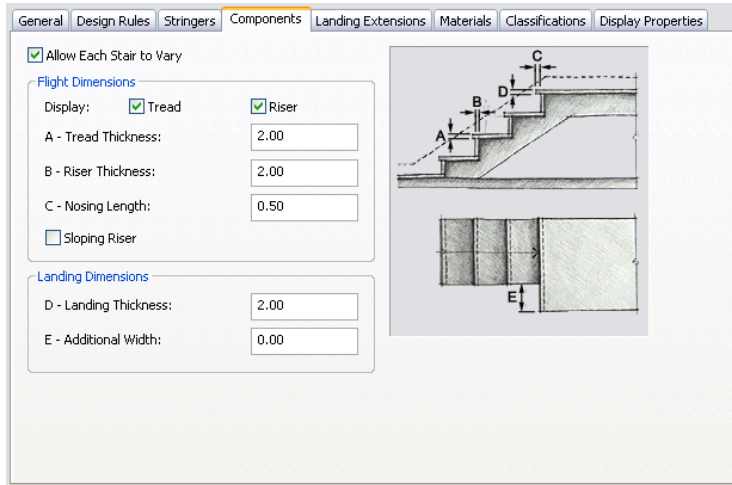 General Design Rules Stringers Components Landing Extensions Materials Classifications Display Properties
Allow Each Stair to Vary
Flight Dimensions
Display: Tread Riser
A - Tread Thickness: 2.00
B - Riser Thickness: 2.00
C - Nosing Length: 0.50
Sloping Riser
Landing Dimensions
D - Landing Thickness: 2.00
E - Additional Width: 0.00
C
D
B
A
E